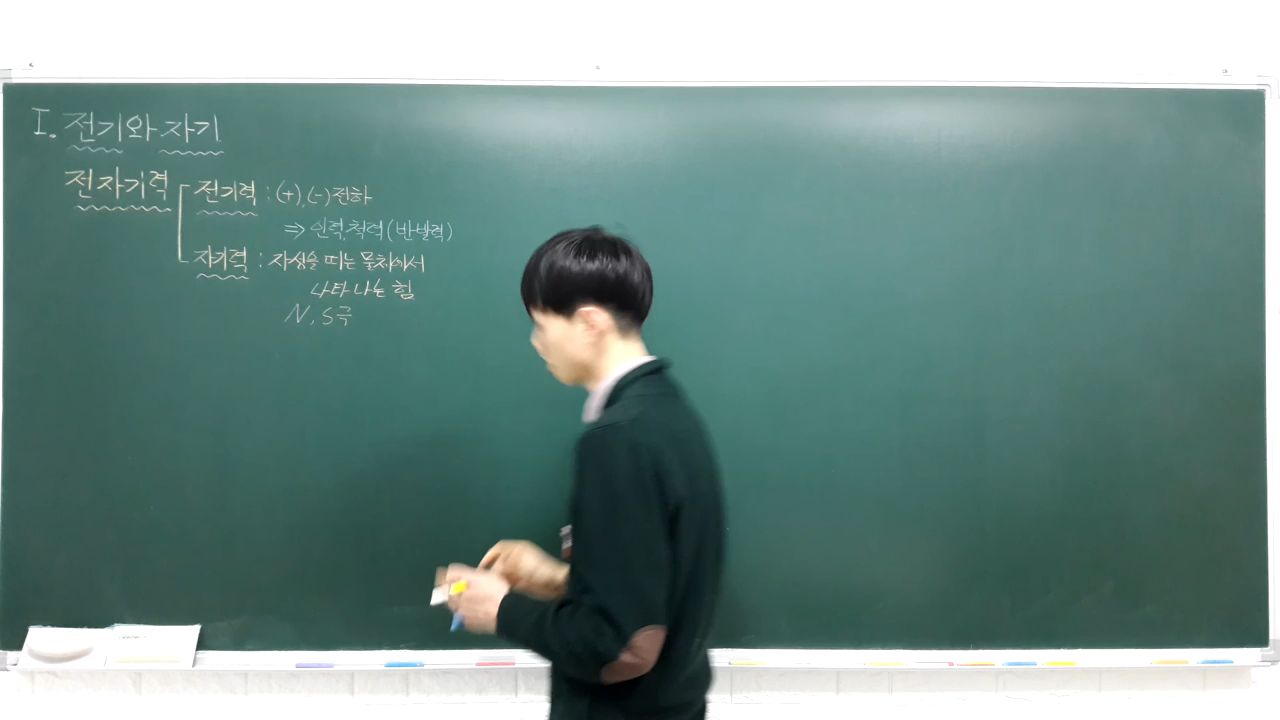 I. 전기와 자기
전자기력
전기력 : (+), (-) 전하
⇒ 인력, 척력 (반발력)
자기력 : 자성을 띠는 물체에서
나타나는 힘
N, S극